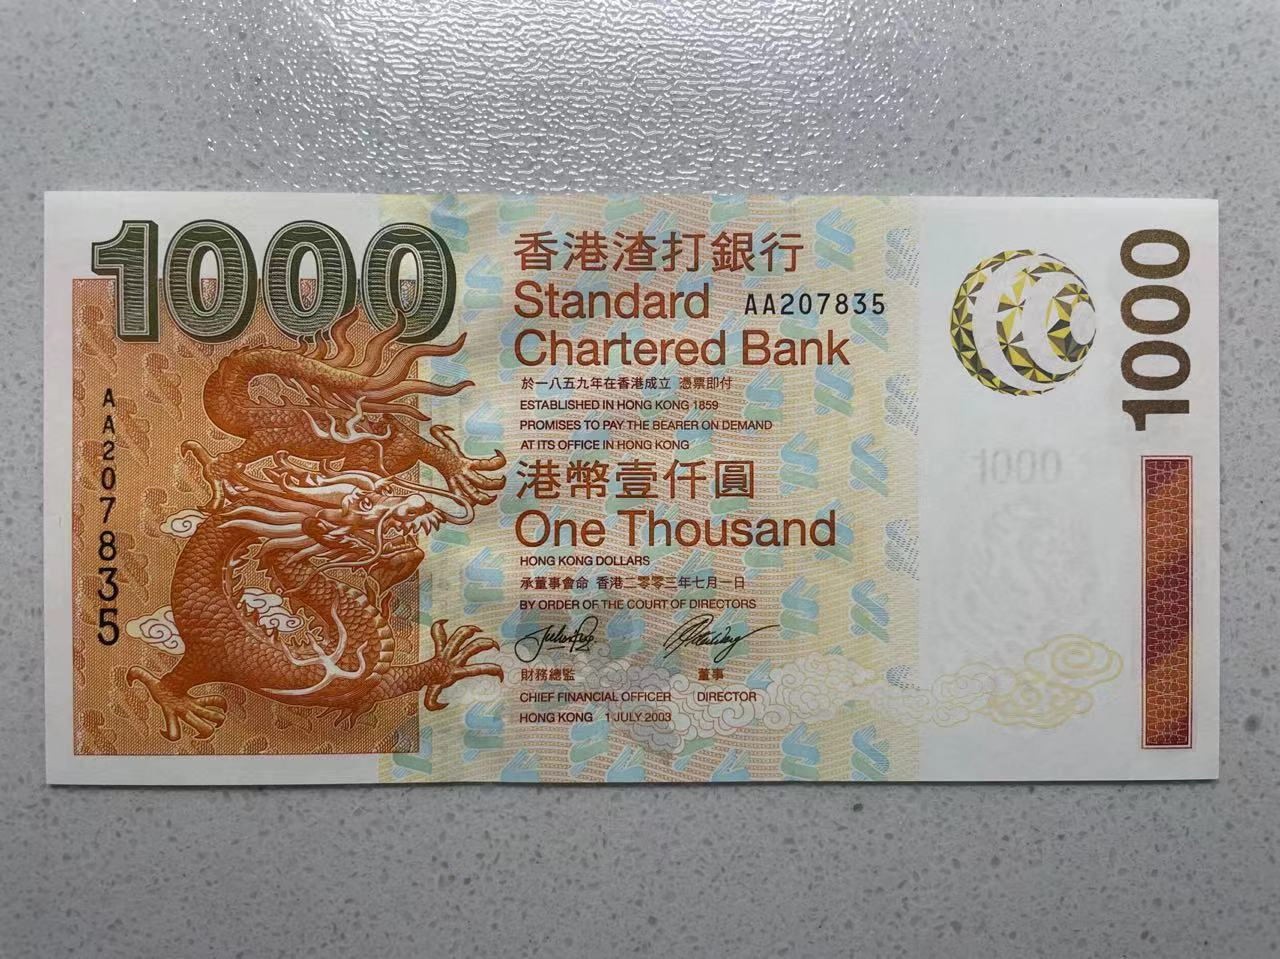 1000
香港渣打銀行
Standard
Chartered Bank
AA207835
於一八五九年在香港成立 憑票即付
ESTABLISHED IN HONG KONG 1859
PROMISES TO PAY THE BEARER ON DEMAND
AT ITS OFFICE IN HONG KONG
港幣壹仟圓
One Thousand
HONG KONG DOLLARS
承董事會命 香港二零零三年七月一日
BY ORDER OF THE COURT OF DIRECTORS
財務總監 董事
CHIEF FINANCIAL OFFICER DIRECTOR
HONG KONG 1 JULY 2003
AA207835
1000
1000